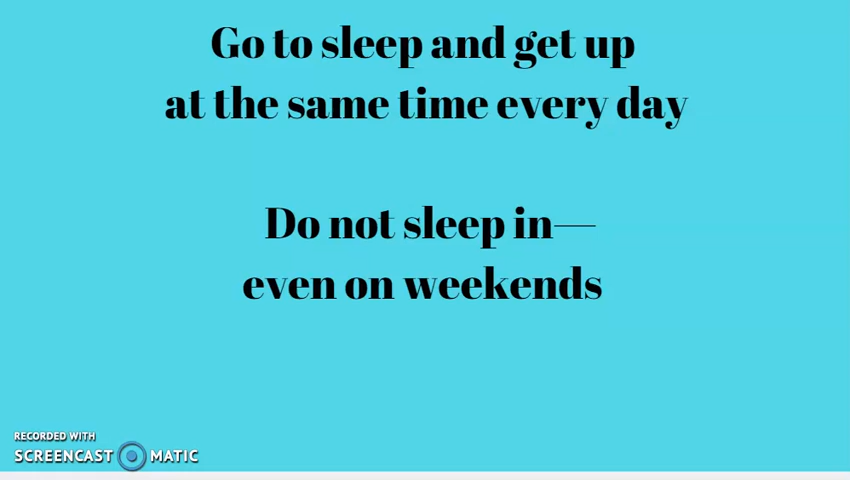 Go to sleep and get up
at the same time every day
Do not sleep in—
even on weekends
RECORDED WITH
SCREENCAST MATIC